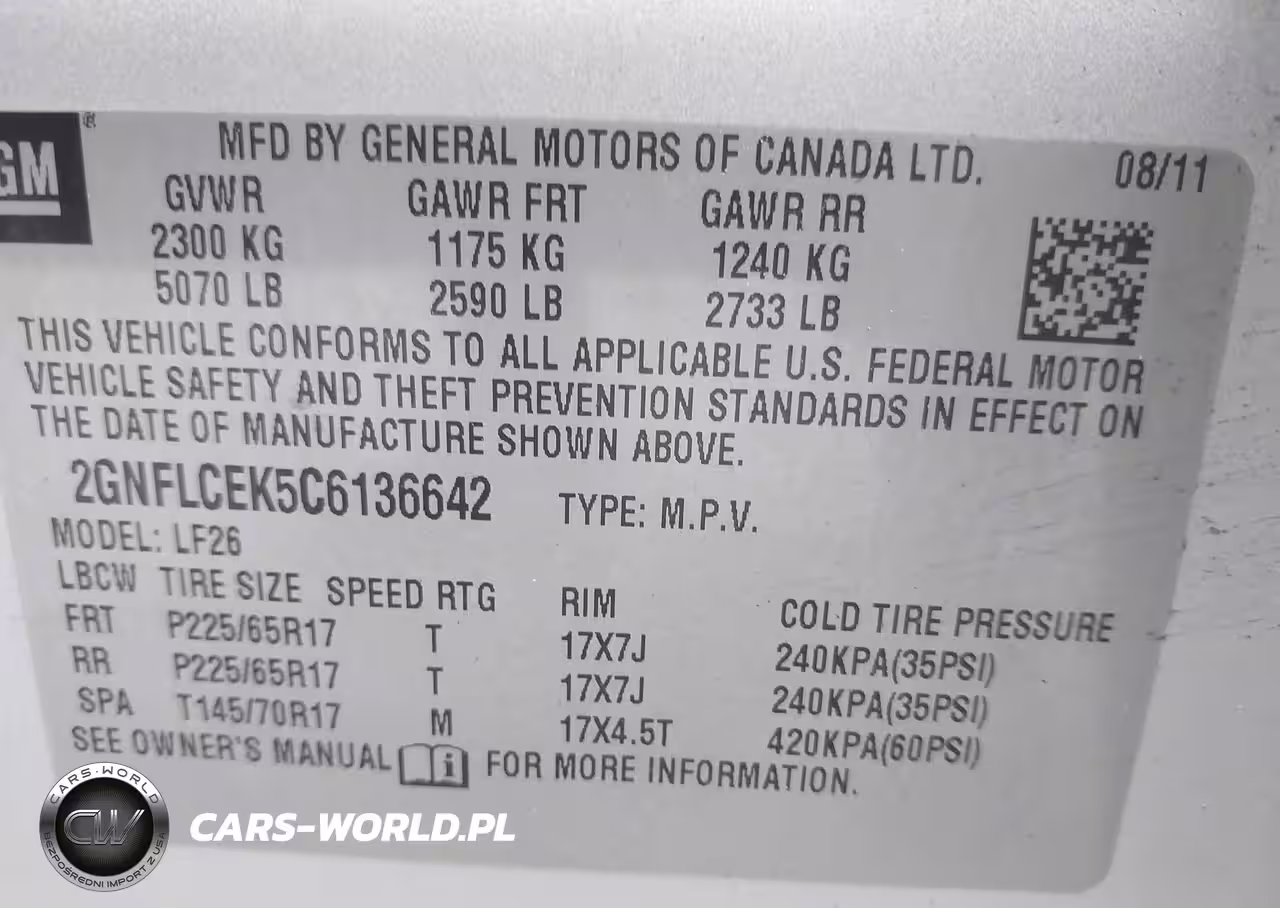 GM®
MFD BY GENERAL MOTORS OF CANADA LTD. 08/11
GVWR GAWR FRT GAWR RR
2300 KG 1175 KG 1240 KG
5070 LB 2590 LB 2733 LB
THIS VEHICLE CONFORMS TO ALL APPLICABLE U.S. FEDERAL MOTOR
VEHICLE SAFETY AND THEFT PREVENTION STANDARDS IN EFFECT ON
THE DATE OF MANUFACTURE SHOWN ABOVE.
2GNFLCEK5C6136642 TYPE: M.P.V.
MODEL: LF26
LBCW TIRE SIZE SPEED RTG RIM COLD TIRE PRESSURE
FRT P225/65R17 T 17X7J 240KPA(35PSI)
RR P225/65R17 T 17X7J 240KPA(35PSI)
SPA T145/70R17 M 17X4.5T 420KPA(60PSI)
SEE OWNER'S MANUAL i FOR MORE INFORMATION.
CARS-WORLD
CW
BEZPOŚREDNI IMPORT Z USA
CARS-WORLD.PL